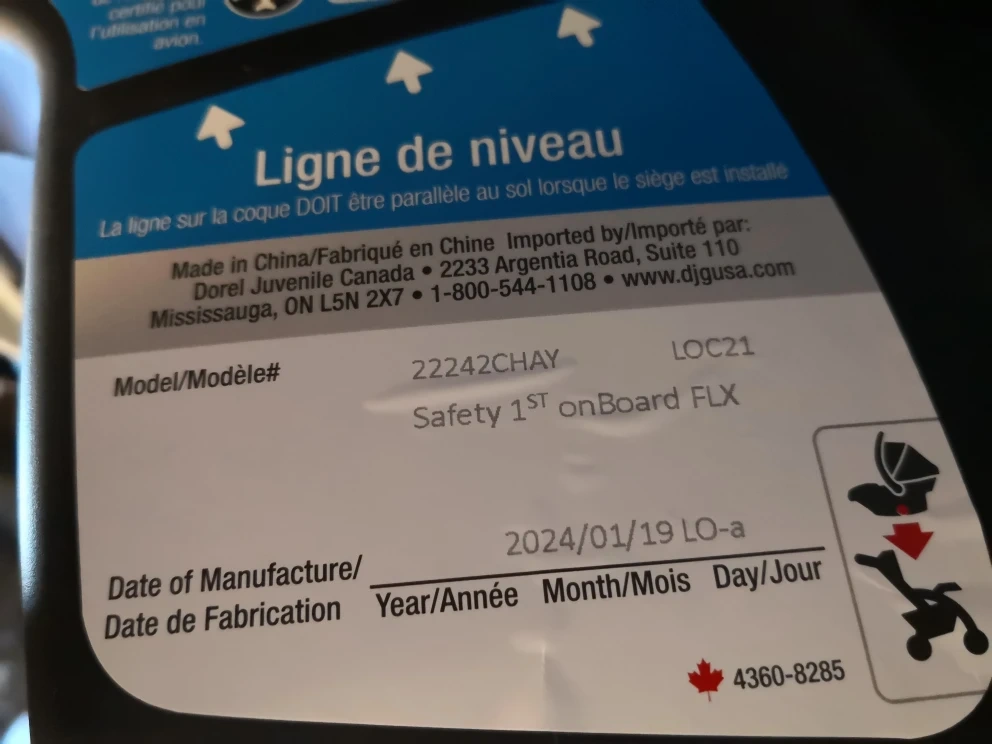 certifié pour
l'utilisation en
avion.
Ligne de niveau
La ligne sur la coque DOIT être parallèle au sol lorsque le siège est installé
Made in China/Fabriqué en Chine Imported by/Importé par:
Dorel Juvenile Canada • 2233 Argentia Road, Suite 110
Mississauga, ON L5N 2X7 • 1-800-544-1108 • www.djgusa.com
Model/Modèle# 22242CHAY LOC21
Safety 1ST onBoard FLX
2024/01/19 LO-a
Date of Manufacture/
Date de Fabrication Year/Année Month/Mois Day/Jour
4360-8285